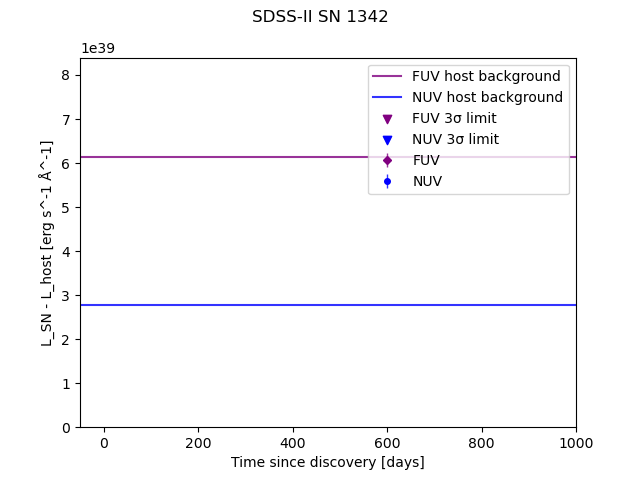 SDSS-II SN 1342
1e39
8
7
6
5
4
3
2
1
0
L_SN - L_host [erg s^-1 Å^-1]
FUV host background
NUV host background
FUV 3σ limit
NUV 3σ limit
FUV
NUV
0 200 400 600 800 1000
Time since discovery [days]